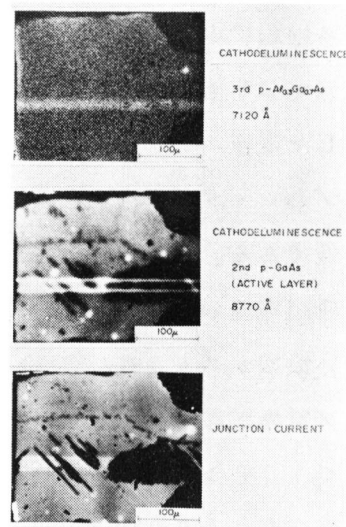 CATHODELUMINESCENCE
3rd p-Al0.3Ga0.7As
7120 Å
100μ
CATHODELUMINESCENCE
2nd p-GaAs
(ACTIVE LAYER)
8770 Å
100μ
JUNCTION CURRENT
100μ